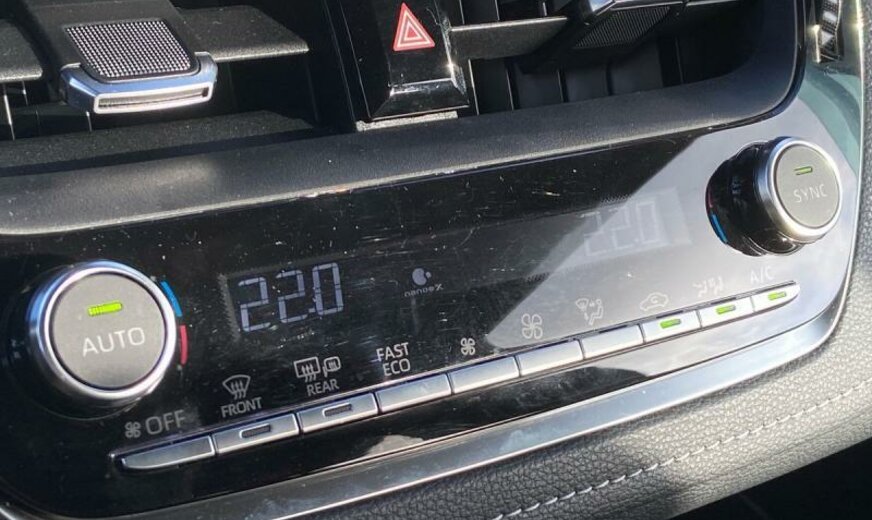 SYNC
22.0
22.0
nanoeX
A/C
AUTO
FAST
ECO
REAR
FRONT
OFF